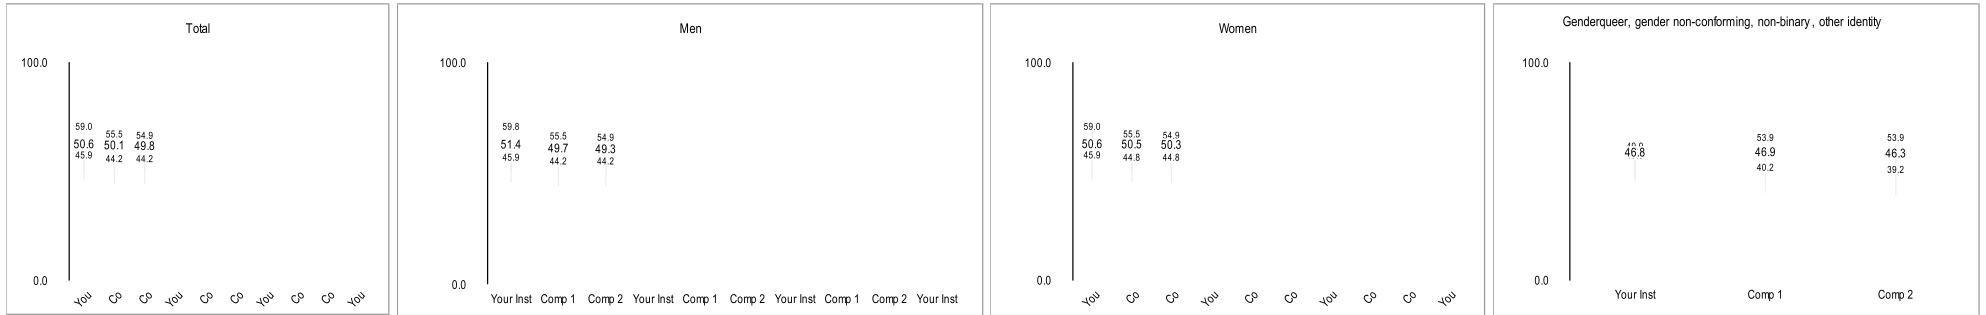 Total
100.0
59.0 55.5 54.9
50.6 50.1 49.8
45.9 44.2 44.2
0.0
You Co Co You Co Co You Co Co You
Men
100.0
59.8 55.5 54.9
51.4 49.7 49.3
45.9 44.2 44.2
0.0
Your Inst Comp 1 Comp 2 Your Inst Comp 1 Comp 2 Your Inst Comp 1 Comp 2 Your Inst
Women
100.0
59.0 55.5 54.9
50.6 50.5 50.3
45.9 44.8 44.8
0.0
You Co Co You Co Co You Co Co You
Genderqueer, gender non-conforming, non-binary, other identity
100.0
53.9 53.9
46.8 46.9 46.3
40.2 39.2
0.0
Your Inst Comp 1 Comp 2